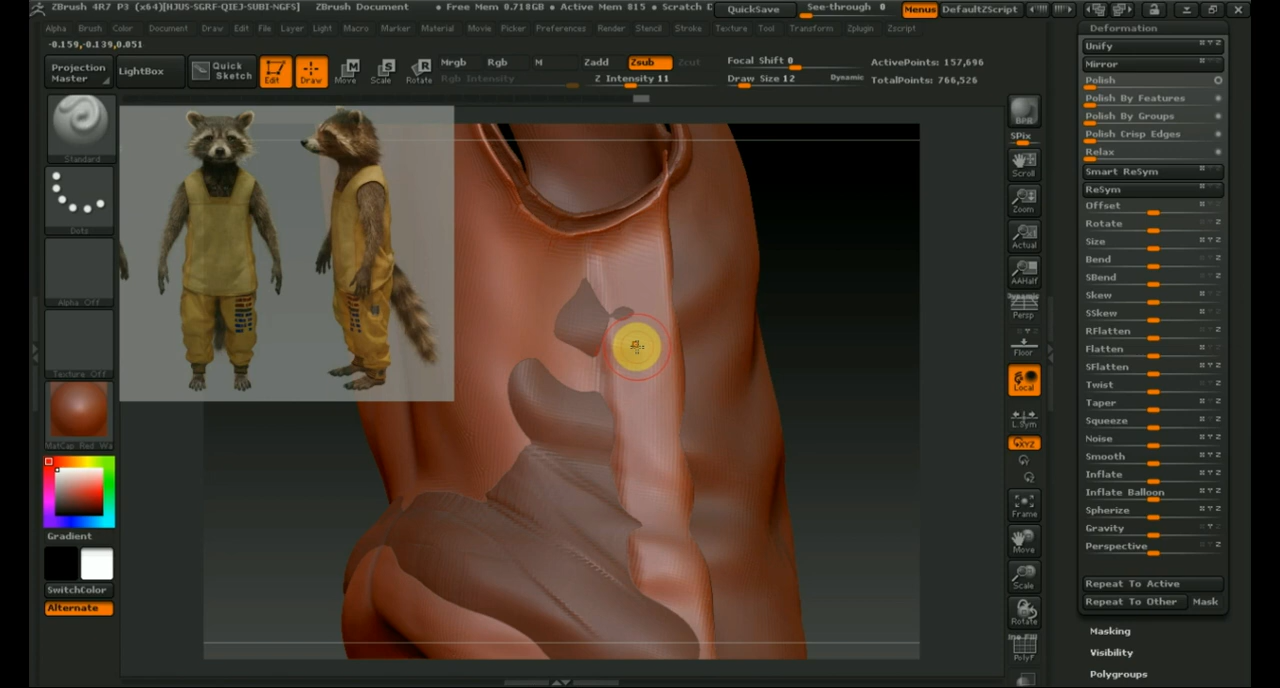 ZBrush 4R7 P3 (x64)[HJUS-SGRF-QIEJ-SUBI-NGFS] ZBrush Document • Free Mem 0.718GB • Active Mem 815 • Scratch D QuickSave See-through 0 Menus DefaultZScript
Alpha Brush Color Document Draw Edit File Layer Light Macro Marker Material Movie Picker Preferences Render Stencil Stroke Texture Tool Transform Zplugin Zscript
-0.159,-0.139,0.051
Projection Master
LightBox
Quick Sketch
Edit
Draw
Move
Scale
Rotate
Mrgb Rgb M Zadd Zsub Zcut
Rgb Intensity
Z Intensity 11
Focal Shift 0
Draw Size 12 Dynamic
ActivePoints: 157,696
TotalPoints: 766,526
Standard
Dots
Alpha Off
Texture Off
MatCap Red Wa
Gradient
SwitchColor
Alternate
BPR
SPix
Scroll
Zoom
Actual
AAHalf
Dynamic
Persp
Floor
Local
L.Sym
XYZ
Frame
Move
Scale
Rotate
Line Fill
PolyF
Deformation
Unify
Mirror
Polish
Polish By Features
Polish By Groups
Polish Crisp Edges
Relax
Smart ReSym
ReSym
Offset
Rotate
Size
Bend
SBend
Skew
SSkew
RFlatten
Flatten
SFlatten
Twist
Taper
Squeeze
Noise
Smooth
Inflate
Inflate Balloon
Spherize
Gravity
Perspective
Repeat To Active
Repeat To Other Mask
Masking
Visibility
Polygroups